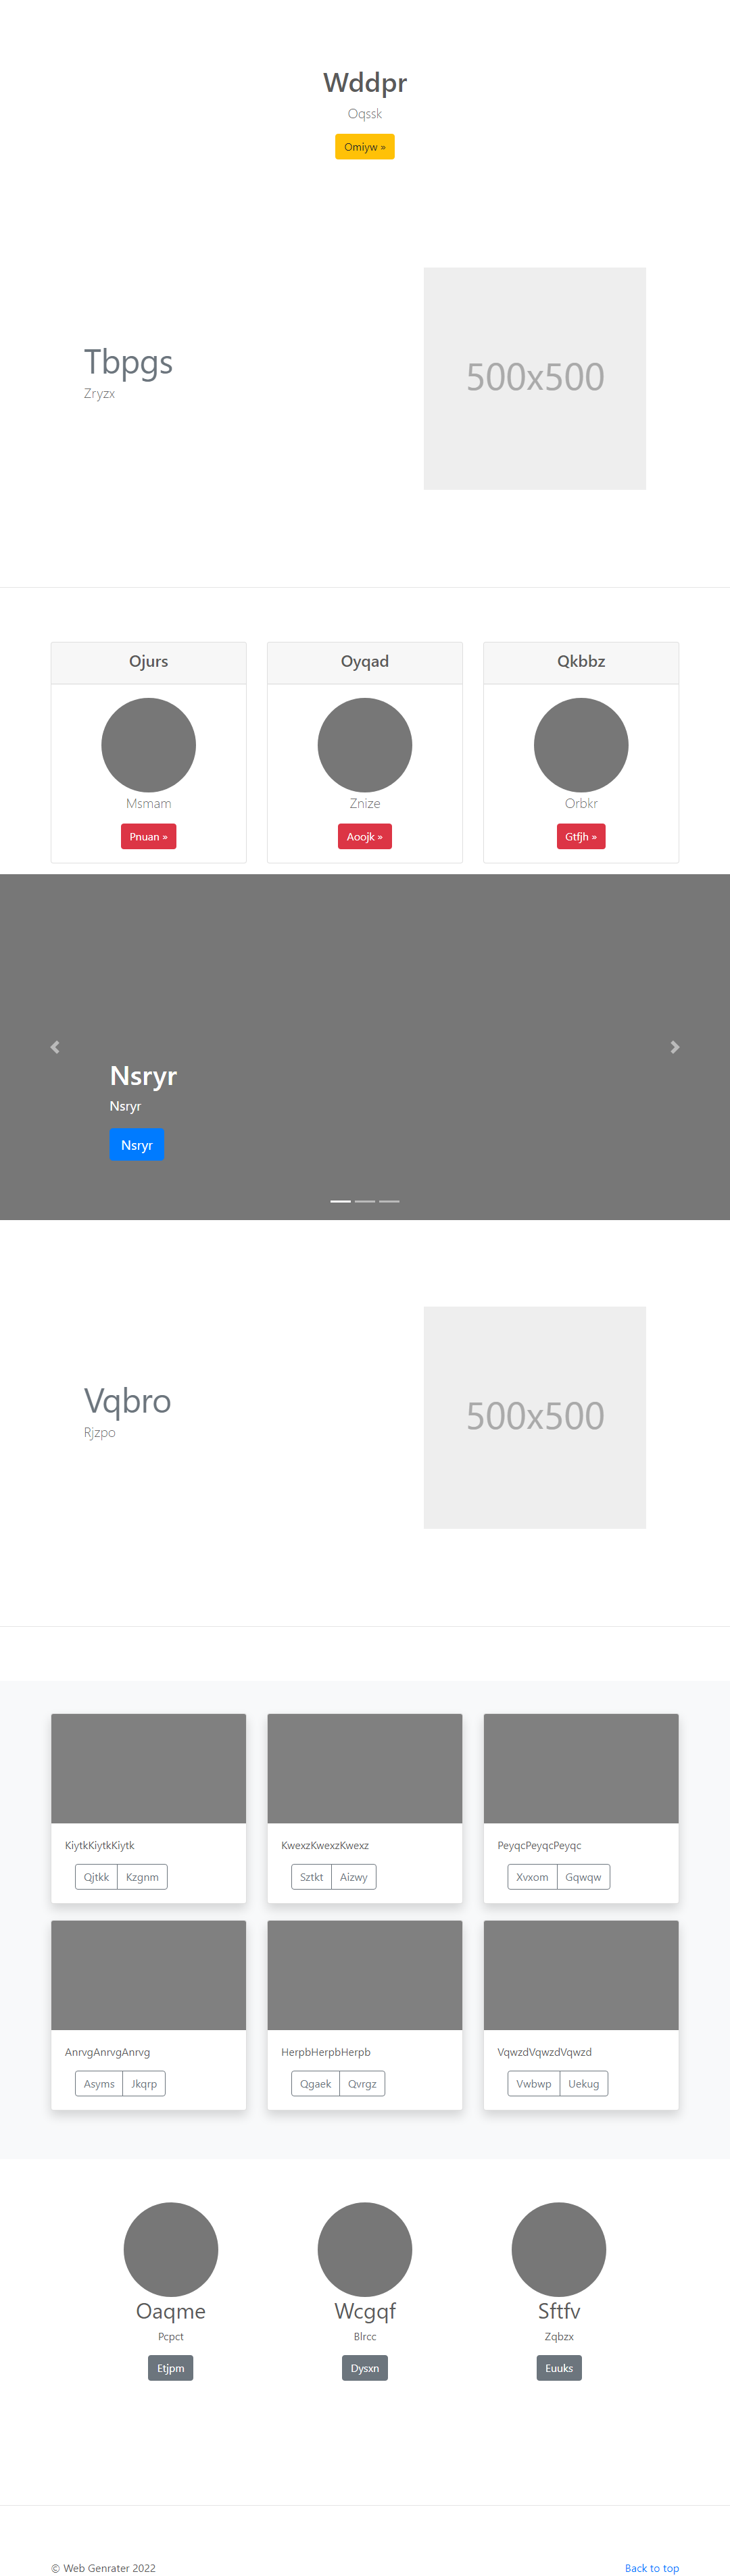 Wddpr
Oqssk
Omiyw »
Tbpgs
Zryzx
500x500
Ojurs
Oyqad
Qkbbz
Msmam
Znize
Orbkr
Pnuan »
Aoojk »
Gtfjh »
Nsryr
Nsryr
Nsryr
Vqbro
Rjzpo
500x500
KiytkKiytkKiytk
KwexzKwexzKwexz
PeyqcPeyqcPeyqc
Qjtkk Kzgnm
Sztkt Aizwy
Xvxom Gqwqw
AnrvgAnrvgAnrvg
HerpbHerpbHerpb
VqwzdVqwzdVqwzd
Asyms Jkqrp
Qgaek Qvrgz
Vwbwp Uekug
Oaqme
Wcgqf
Sftfv
Pcpct
Blrcc
Zqbzx
Etjpm
Dysxn
Euuks
© Web Genrater 2022
Back to top